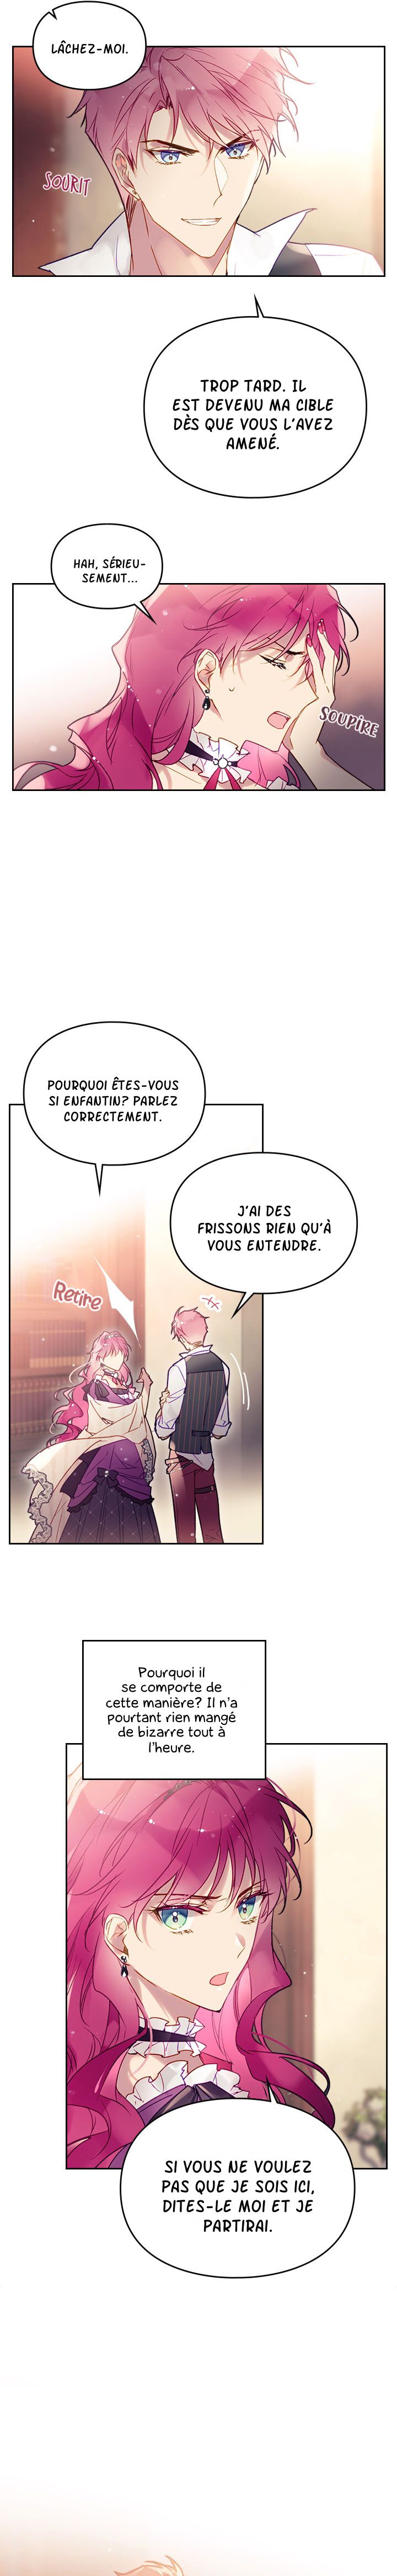 LÂCHEZ-MOI.
SOURIT
TROP TARD. IL
EST DEVENU MA CIBLE
DÈS QUE VOUS L'AVEZ
AMENÉ.
HAH, SÉRIEU-
SEMENT...
SOUPIRE
POURQUOI ÊTES-VOUS
SI ENFANTIN? PARLEZ
CORRECTEMENT.
J'AI DES
FRISSONS RIEN QU'À
VOUS ENTENDRE.
Retire
Pourquoi il
se comporte de
cette manière? Il n'a
pourtant rien mangé
de bizarre tout à
l'heure.
SI VOUS NE VOULEZ
PAS QUE JE SOIS ICI,
DITES-LE MOI ET JE
PARTIRAI.